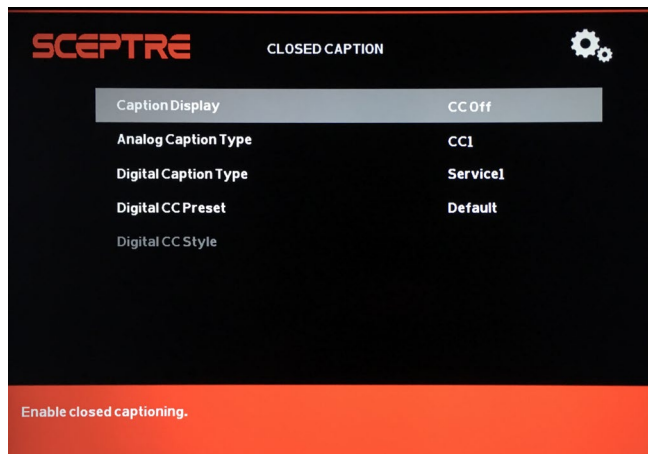 SCEPTRE
CLOSED CAPTION
Caption Display CC Off
Analog Caption Type CC1
Digital Caption Type Service1
Digital CC Preset Default
Digital CC Style
Enable closed captioning.